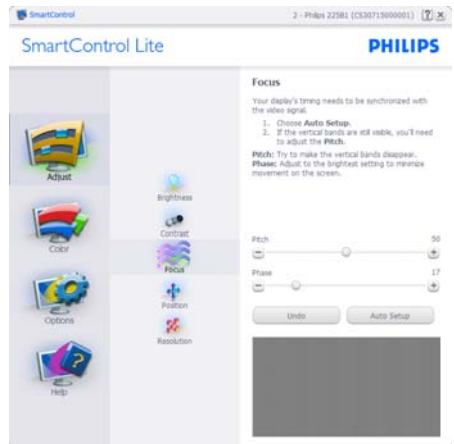 SmartControl
2 - Philips 225B1 (CS30715000001)
SmartControl Lite
PHILIPS
Adjust
Color
Options
Help
Brightness
Contrast
Focus
Position
Resolution
Focus
Your display's timing needs to be synchronized with
the video signal.
1. Choose Auto Setup.
2. If the vertical bands are still visible, you'll need
to adjust the Pitch.
Pitch: Try to make the vertical bands disappear.
Phase: Adjust to the brightest setting to minimize
movement on the screen.
Pitch 50
Phase 17
Undo Auto Setup